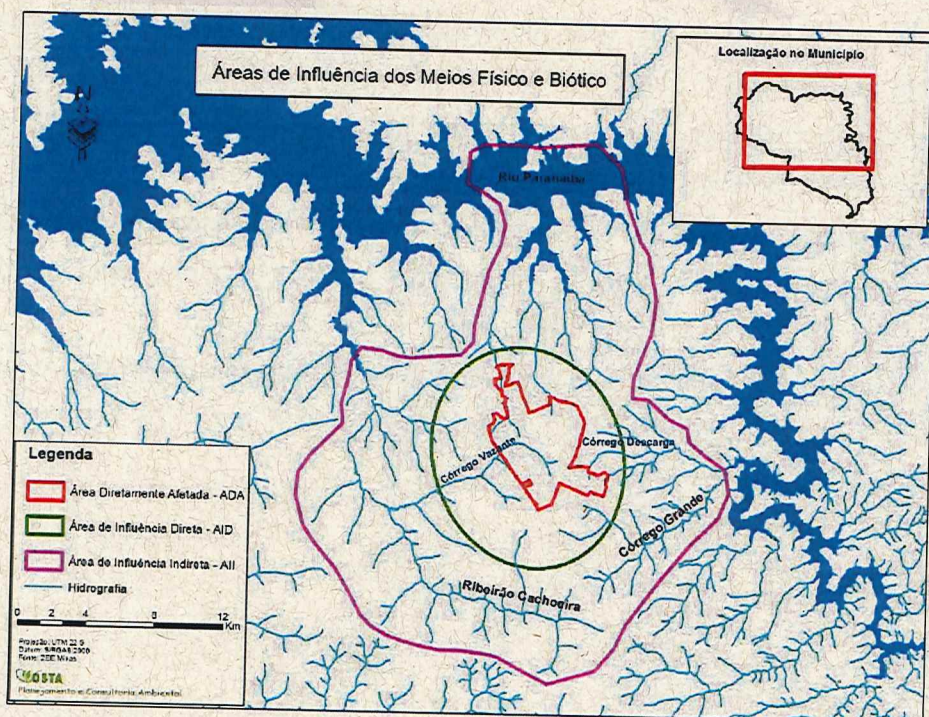 Áreas de Influência dos Meios Físico e Biótico
Localização no Município
N
Rio Paranaíba
Córrego Vazante
Córrego Descarga
Córrego Grande
Ribeirão Cachoeira
Legenda
Área Diretamente Afetada - ADA
Área de Influência Direta - AID
Área de Influência Indireta - AII
Hidrografia
0 2 4 8 12
Km
Projeção: UTM 22 S
Datum: SIRGAS 2000
Fonte: ZEE Minas
COSTA
Planejamento e Consultoria Ambiental